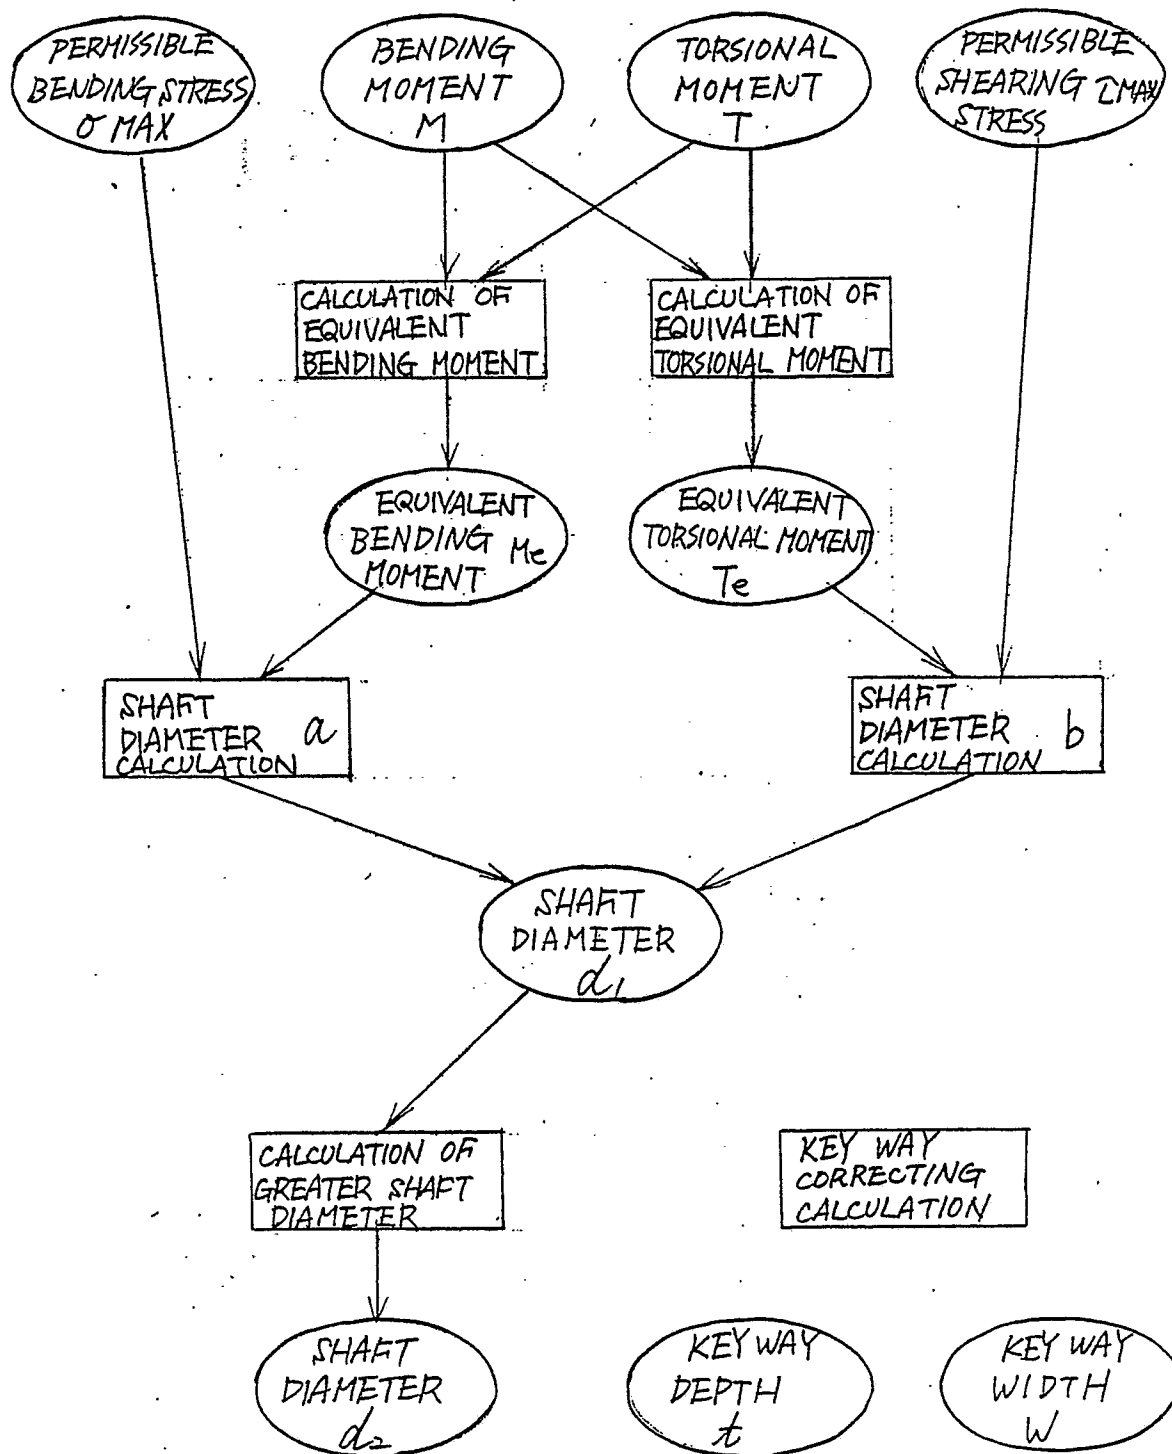 PERMISSIBLE
BENDING STRESS
σ MAX
BENDING
MOMENT
M
TORSIONAL
MOMENT
T
PERMISSIBLE
SHEARING τMAX
STRESS
CALCULATION OF
EQUIVALENT
BENDING MOMENT
CALCULATION OF
EQUIVALENT
TORSIONAL MOMENT
EQUIVALENT
BENDING Me
MOMENT
EQUIVALENT
TORSIONAL MOMENT
Te
SHAFT
DIAMETER a
CALCULATION
SHAFT
DIAMETER b
CALCULATION
SHAFT
DIAMETER
d₁
CALCULATION OF
GREATER SHAFT
DIAMETER
KEY WAY
CORRECTING
CALCULATION
SHAFT
DIAMETER
d₂
KEY WAY
DEPTH
t
KEY WAY
WIDTH
W